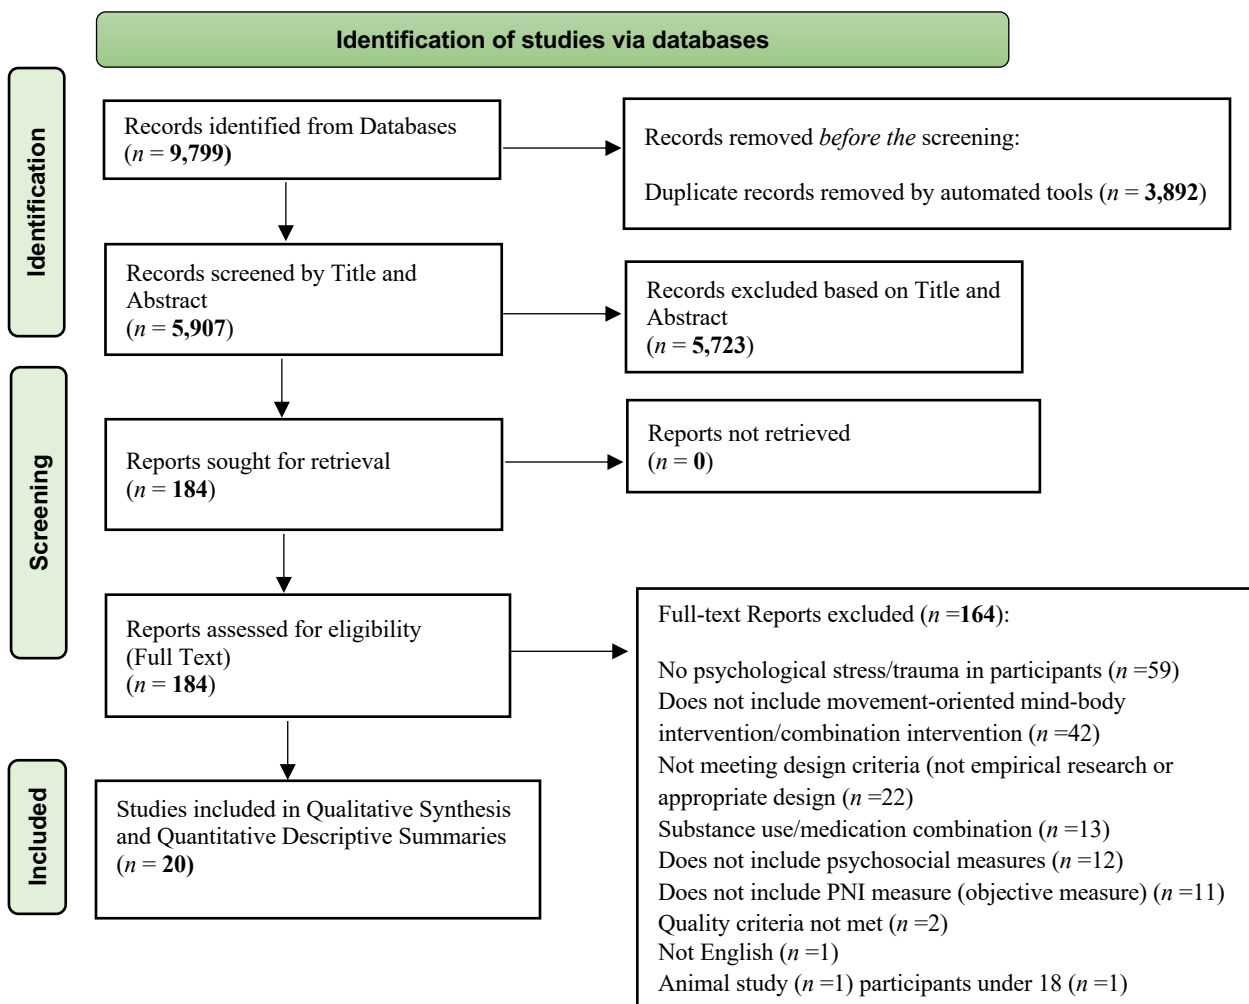 Identification of studies via databases
Identification
Records identified from Databases
(n = 9,799)
Records removed before the screening:
Duplicate records removed by automated tools (n = 3,892)
Records screened by Title and
Abstract
(n = 5,907)
Records excluded based on Title and
Abstract
(n = 5,723)
Screening
Reports sought for retrieval
(n = 184)
Reports not retrieved
(n = 0)
Reports assessed for eligibility
(Full Text)
(n = 184)
Full-text Reports excluded (n =164):
No psychological stress/trauma in participants (n =59)
Does not include movement-oriented mind-body
intervention/combination intervention (n =42)
Not meeting design criteria (not empirical research or
appropriate design (n =22)
Substance use/medication combination (n =13)
Does not include psychosocial measures (n =12)
Does not include PNI measure (objective measure) (n =11)
Quality criteria not met (n =2)
Not English (n =1)
Animal study (n =1) participants under 18 (n =1)
Included
Studies included in Qualitative Synthesis
and Quantitative Descriptive Summaries
(n = 20)